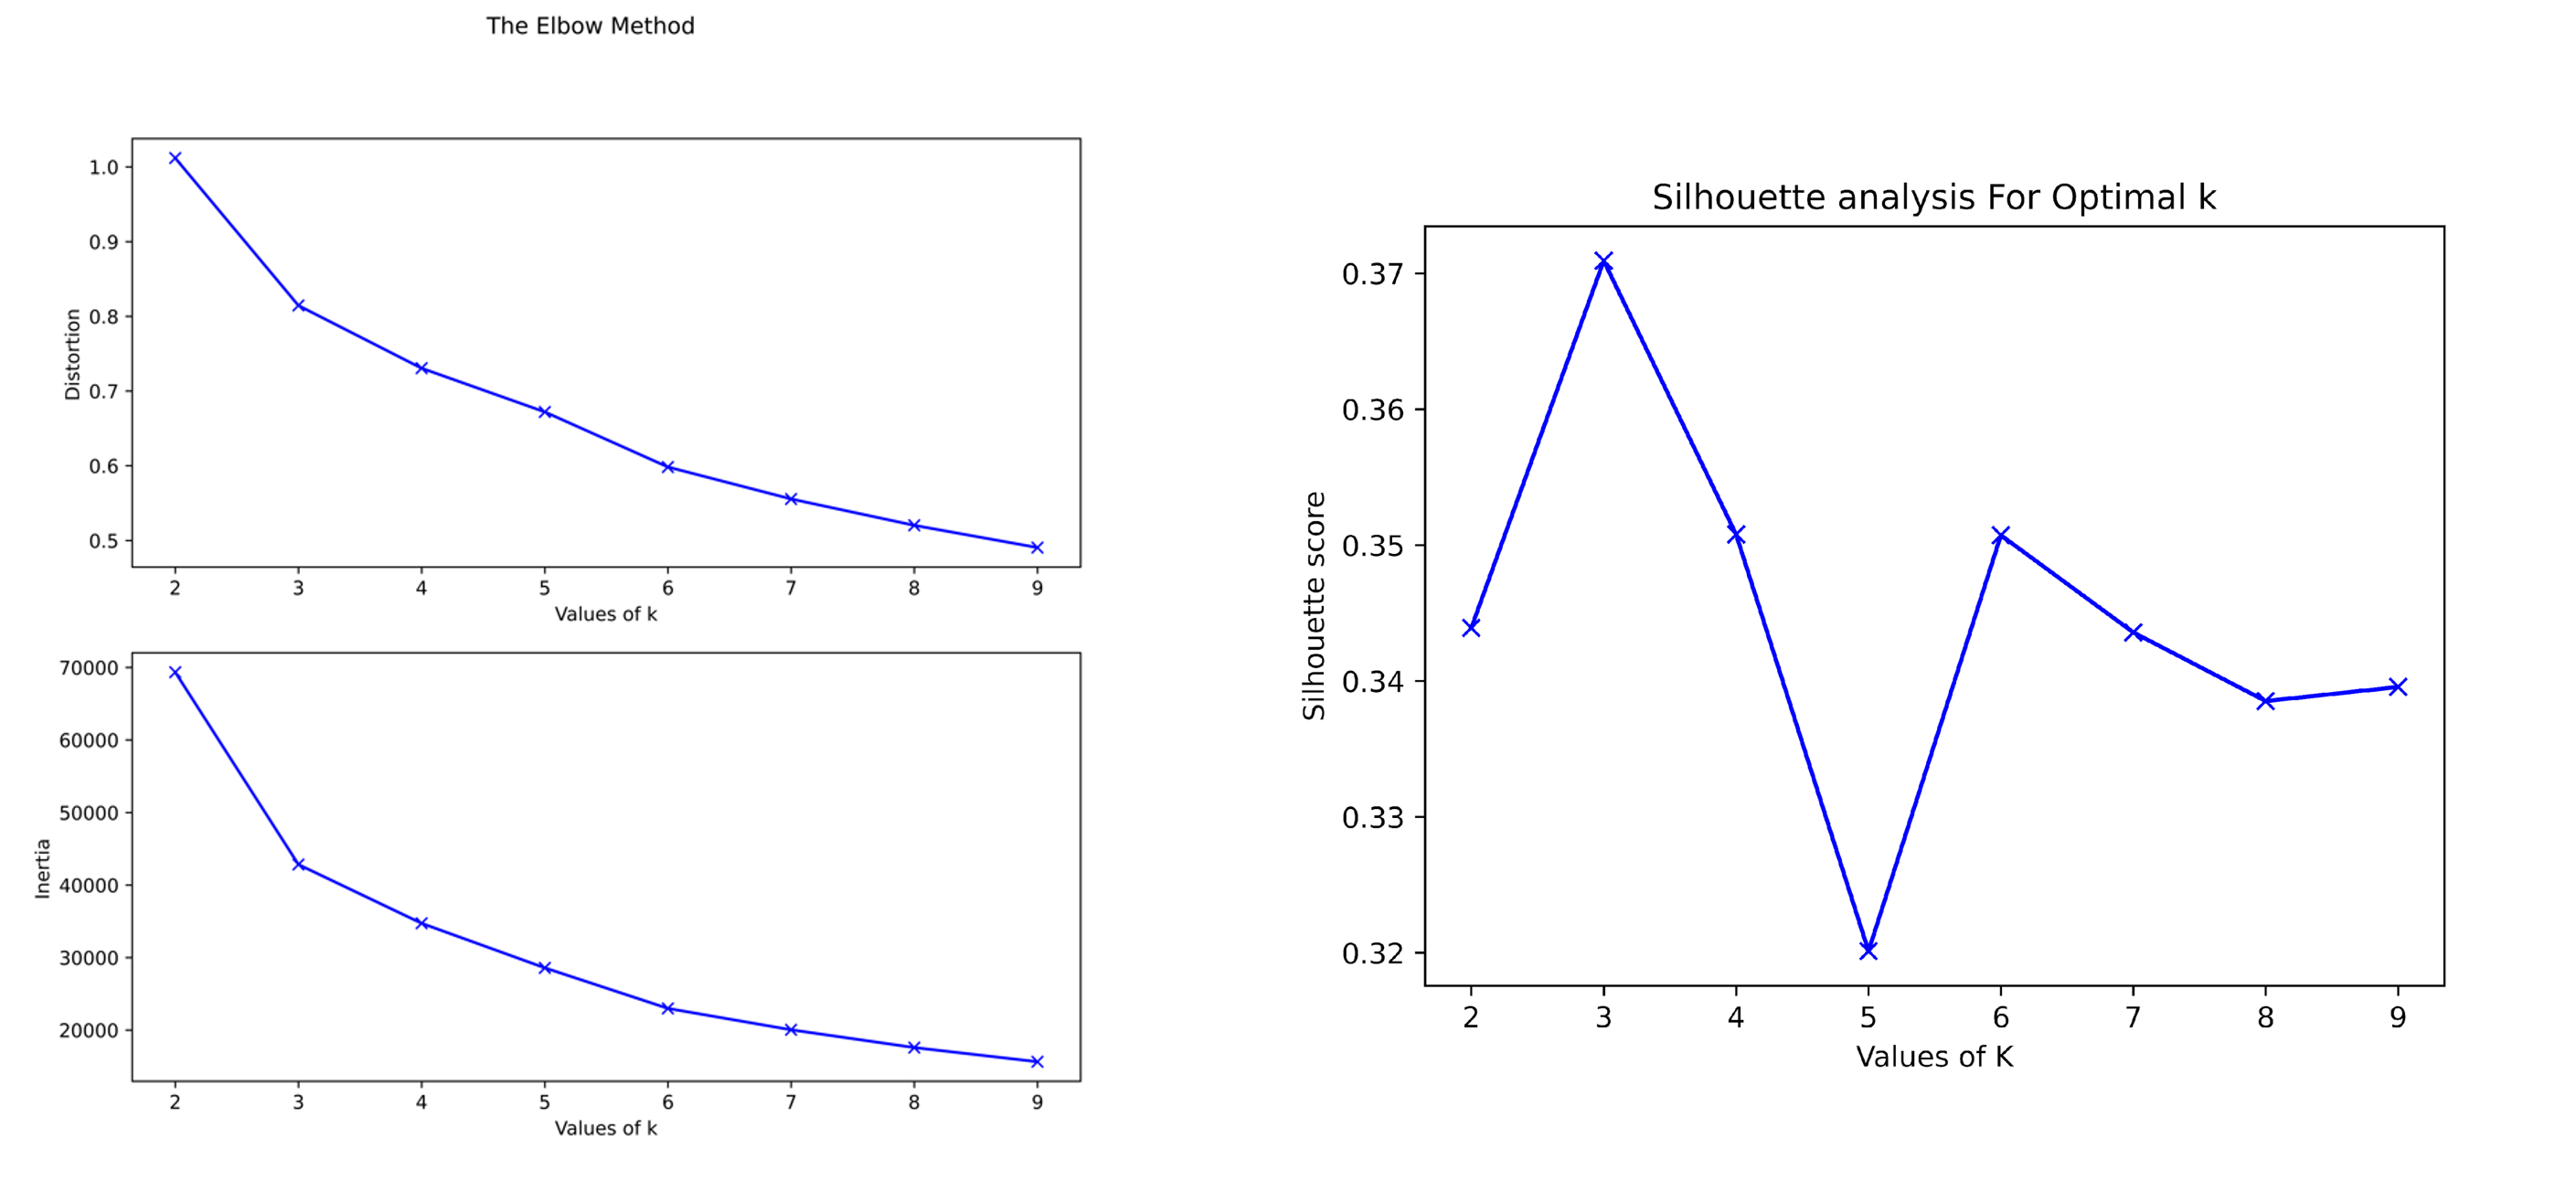 The Elbow Method
1.0
0.9
0.8
0.7
0.6
0.5
Distortion
2 3 4 5 6 7 8 9
Values of k
70000
60000
50000
40000
30000
20000
Inertia
2 3 4 5 6 7 8 9
Values of k
Silhouette analysis For Optimal k
0.37
0.36
0.35
0.34
0.33
0.32
Silhouette score
2 3 4 5 6 7 8 9
Values of K